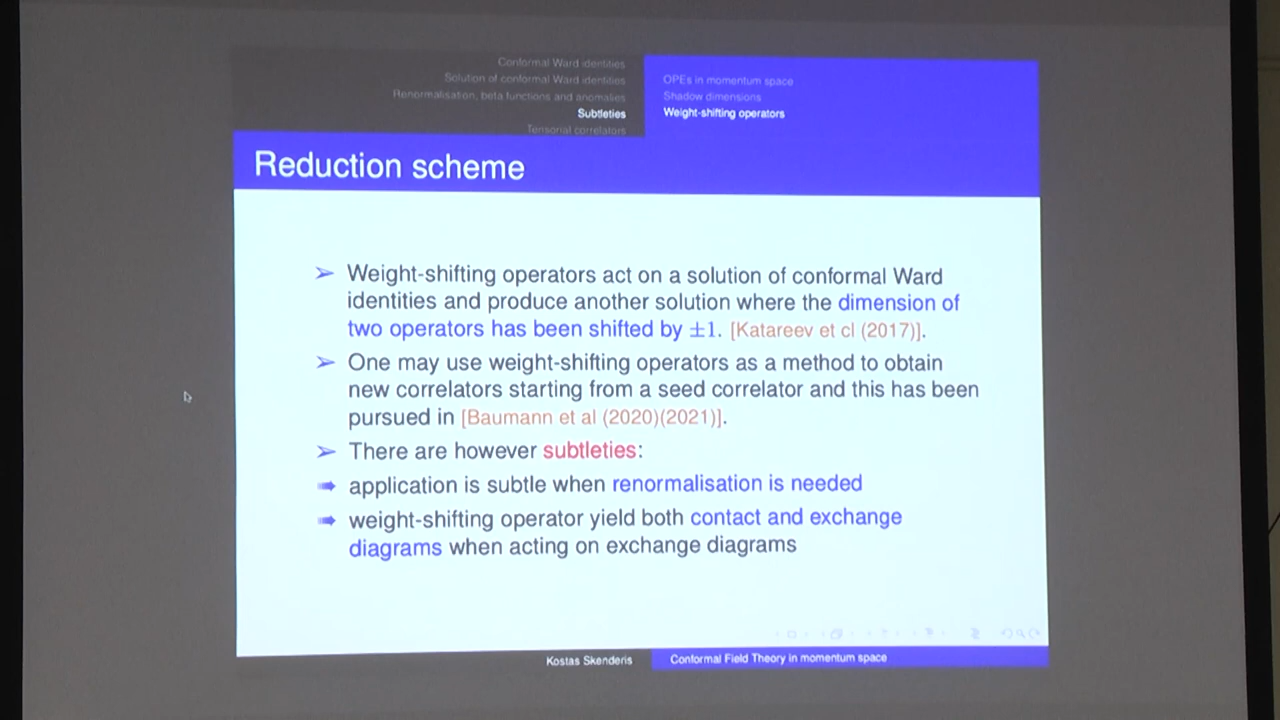 Conformal Ward identities
Solution of conformal Ward identities
Renormalisation, beta functions and anomalies
Subtleties
Tensorial correlators
OPEs in momentum space
Shadow dimensions
Weight-shifting operators
Reduction scheme
➢ Weight-shifting operators act on a solution of conformal Ward
identities and produce another solution where the dimension of
two operators has been shifted by ±1. [Katareev et cl (2017)].
➢ One may use weight-shifting operators as a method to obtain
new correlators starting from a seed correlator and this has been
pursued in [Baumann et al (2020)(2021)].
➢ There are however subtleties:
➠ application is subtle when renormalisation is needed
➠ weight-shifting operator yield both contact and exchange
diagrams when acting on exchange diagrams
Kostas Skenderis
Conformal Field Theory in momentum space